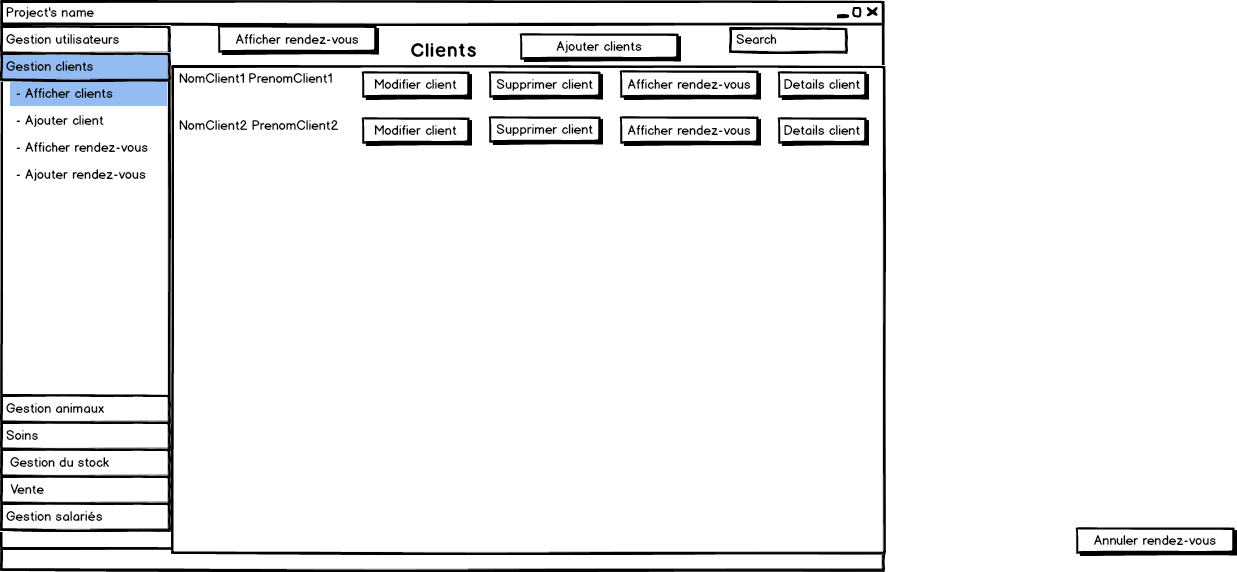 Project's name
Gestion utilisateurs
Gestion clients
- Afficher clients
- Ajouter client
- Afficher rendez-vous
- Ajouter rendez-vous
Gestion animaux
Soins
Gestion du stock
Vente
Gestion salariés
Afficher rendez-vous
Clients
Ajouter clients
Search
NomClient1 PrenomClient1
Modifier client
Supprimer client
Afficher rendez-vous
Details client
NomClient2 PrenomClient2
Modifier client
Supprimer client
Afficher rendez-vous
Details client
Annuler rendez-vous